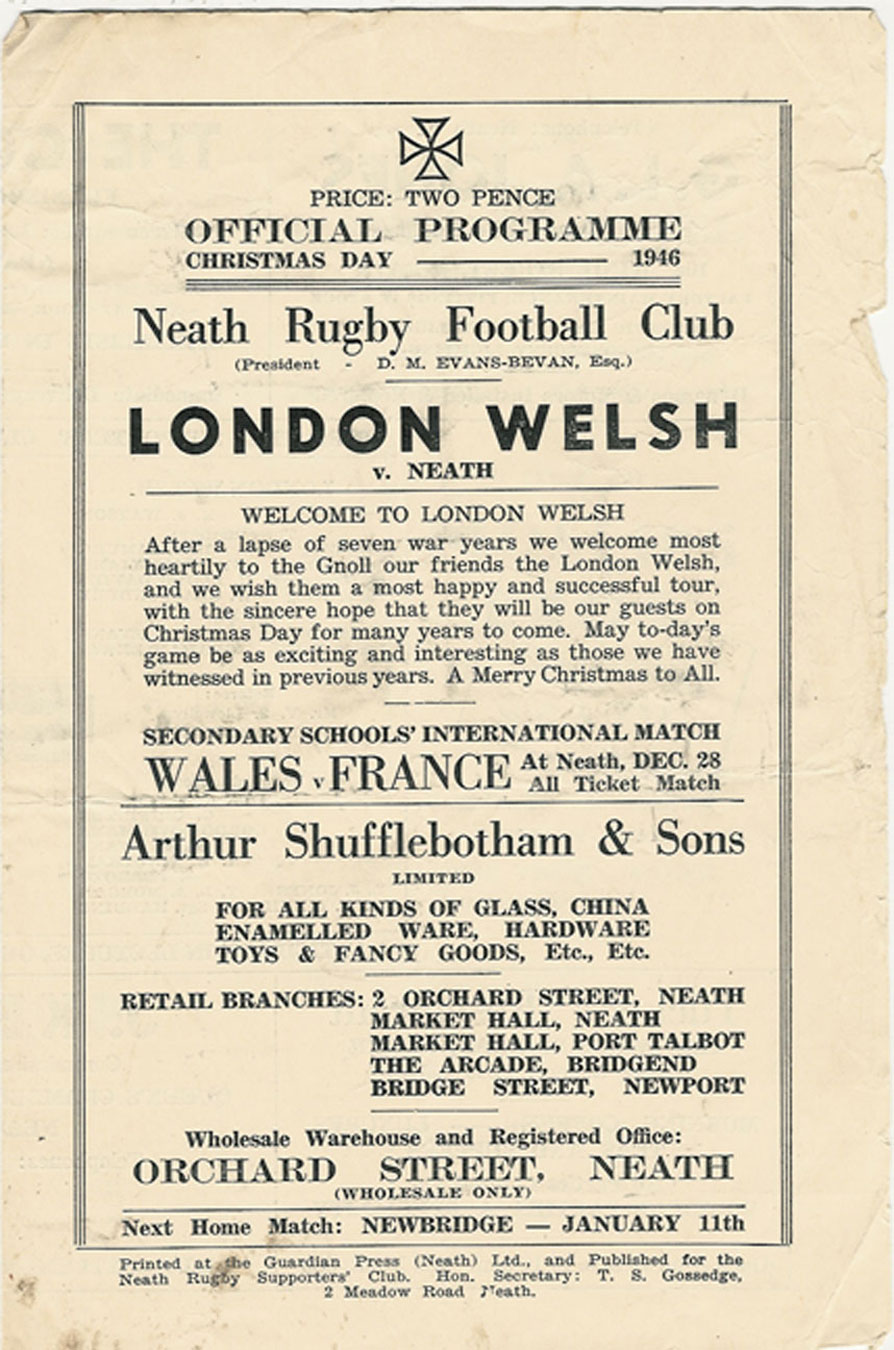 PRICE: TWO PENCE
OFFICIAL PROGRAMME
CHRISTMAS DAY 1946
Neath Rugby Football Club
(President - D. M. EVANS-BEVAN, Esq.)
LONDON WELSH
v. NEATH
WELCOME TO LONDON WELSH
After a lapse of seven war years we welcome most
heartily to the Gnoll our friends the London Welsh,
and we wish them a most happy and successful tour,
with the sincere hope that they will be our guests on
Christmas Day for many years to come. May to-day's
game be as exciting and interesting as those we have
witnessed in previous years. A Merry Christmas to All.
SECONDARY SCHOOLS' INTERNATIONAL MATCH
WALES v FRANCE At Neath, DEC. 28
All Ticket Match
Arthur Shufflebotham & Sons
LIMITED
FOR ALL KINDS OF GLASS, CHINA
ENAMELLED WARE, HARDWARE
TOYS & FANCY GOODS, Etc., Etc.
RETAIL BRANCHES: 2 ORCHARD STREET, NEATH
MARKET HALL, NEATH
MARKET HALL, PORT TALBOT
THE ARCADE, BRIDGEND
BRIDGE STREET, NEWPORT
Wholesale Warehouse and Registered Office:
ORCHARD STREET, NEATH
(WHOLESALE ONLY)
Next Home Match: NEWBRIDGE — JANUARY 11th
Printed at the Guardian Press (Neath) Ltd., and Published for the
Neath Rugby Supporters' Club. Hon. Secretary: T. S. Gossedge,
2 Meadow Road Neath.